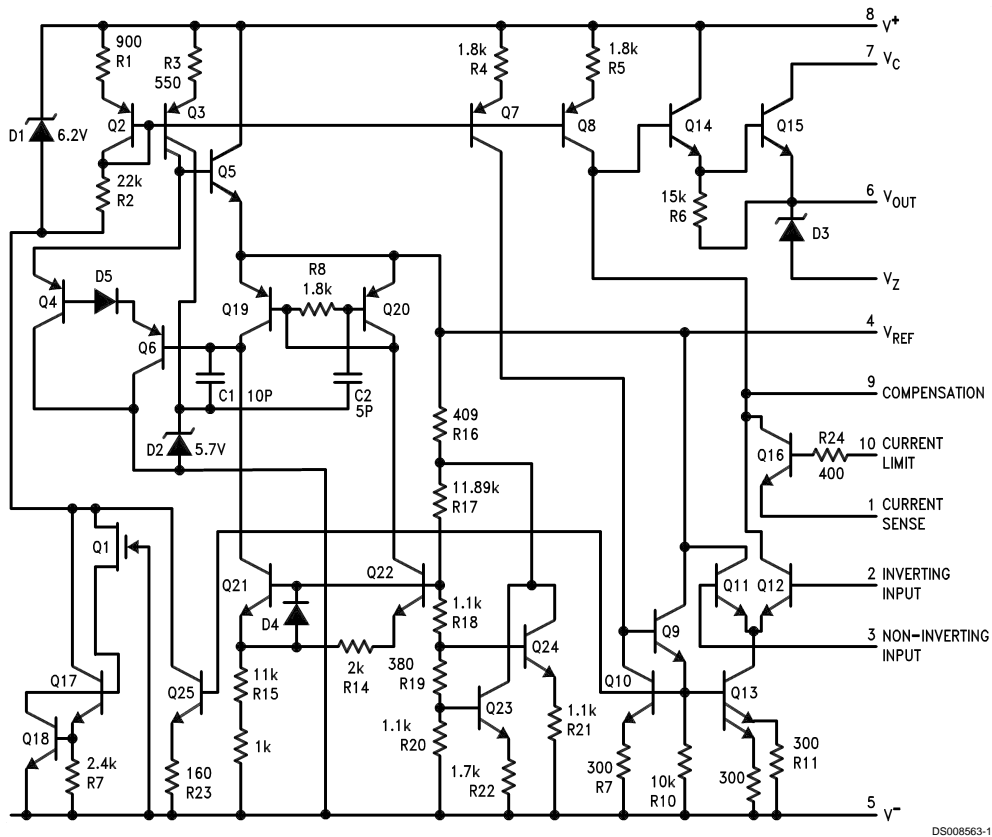 8 V+
900
R1
R3
550
1.8k
R4
1.8k
R5
7 VC
D1 6.2V
Q2
Q3
Q7
Q8
Q14
Q15
Q5
22k
R2
15k
R6
6 VOUT
D3
VZ
Q4
D5
Q6
Q19
R8
1.8k
Q20
4 VREF
C1 10P
C2
5P
9 COMPENSATION
409
R16
D2 5.7V
Q16
R24
400
10 CURRENT
LIMIT
11.89k
R17
1 CURRENT
SENSE
Q1
Q21
Q22
Q11
Q12
2 INVERTING
INPUT
D4
1.1k
R18
Q24
Q9
3 NON-INVERTING
INPUT
2k
R14
380
R19
Q17
Q25
11k
R15
Q23
Q10
Q13
Q18
2.4k
R7
160
R23
1k
1.1k
R20
1.1k
R21
1.7k
R22
300
R7
10k
R10
300
300
R11
5 V-
DS008563-1